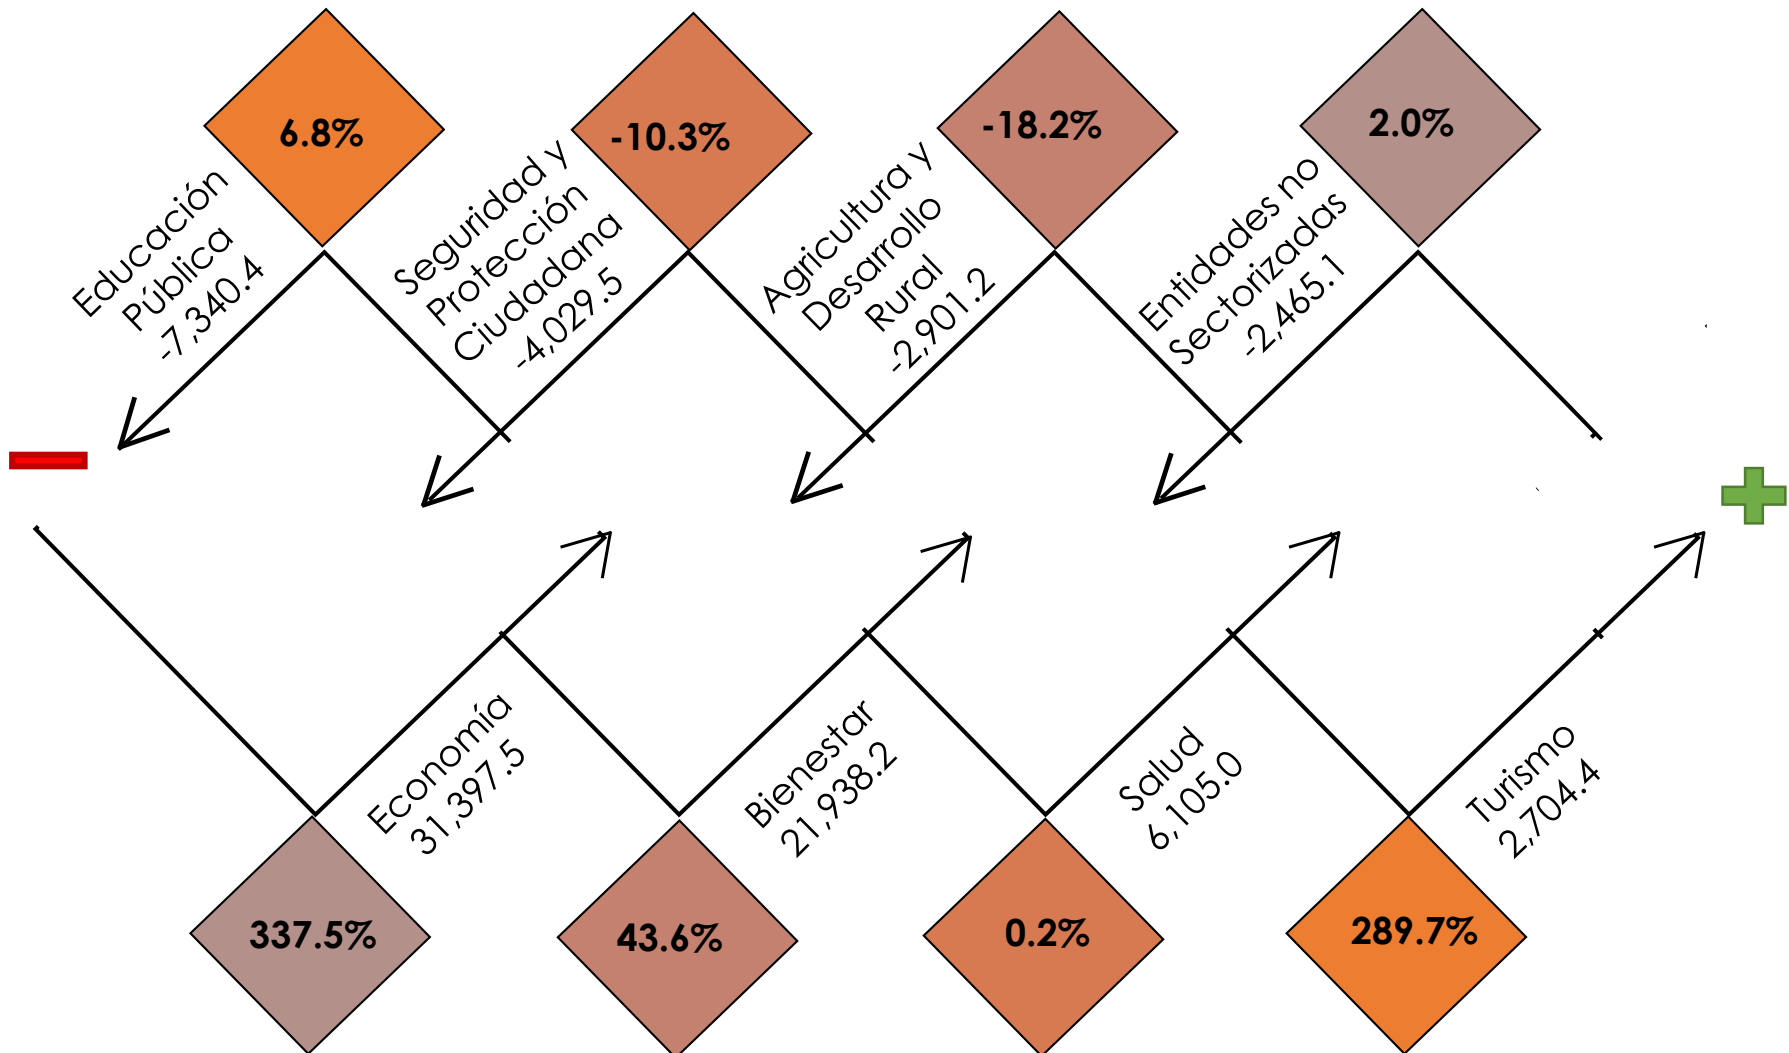 6.8%
Educación
Pública
-7,340.4
-10.3%
Seguridad y
Protección
Ciudadana
-4,029.5
-18.2%
Agricultura y
Desarrollo
Rural
-2,901.2
2.0%
Entidades no
Sectorizadas
-2,465.1
337.5%
Economía
31,397.5
43.6%
Bienestar
21,938.2
0.2%
Salud
6,105.0
289.7%
Turismo
2,704.4